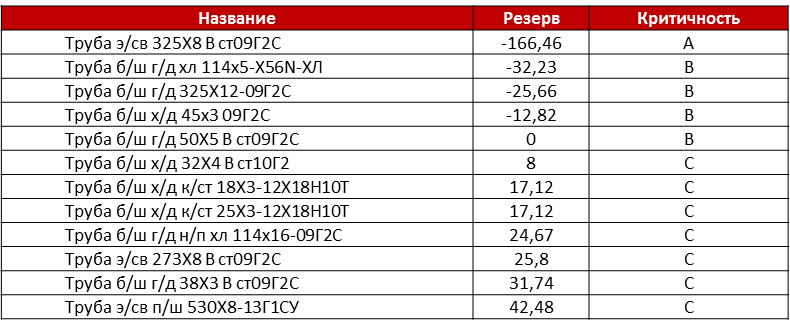 Название Резерв Критичность
Труба э/св 325Х8 В ст09Г2С -166,46 А
Труба б/ш г/д хл 114х5-Х56N-ХЛ -32,23 В
Труба б/ш г/д 325Х12-09Г2С -25,66 В
Труба б/ш х/д 45х3 09Г2С -12,82 В
Труба б/ш г/д 50Х5 В ст09Г2С 0 В
Труба б/ш х/д 32Х4 В ст10Г2 8 С
Труба б/ш х/д к/ст 18Х3-12Х18Н10Т 17,12 С
Труба б/ш х/д к/ст 25Х3-12Х18Н10Т 17,12 С
Труба б/ш г/д н/п хл 114х16-09Г2С 24,67 С
Труба э/св 273Х8 В ст09Г2С 25,8 С
Труба б/ш г/д 38Х3 В ст09Г2С 31,74 С
Труба э/св п/ш 530Х8-13Г1СУ 42,48 С